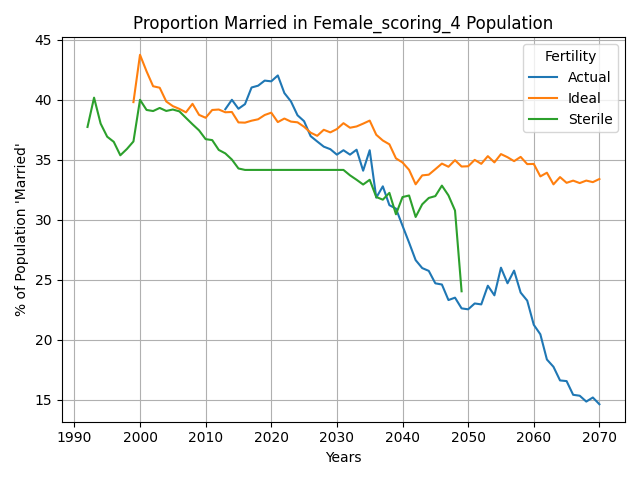 Proportion Married in Female_scoring_4 Population
% of Population 'Married'
45
40
35
30
25
20
15
Fertility
Actual
Ideal
Sterile
1990 2000 2010 2020 2030 2040 2050 2060 2070
Years